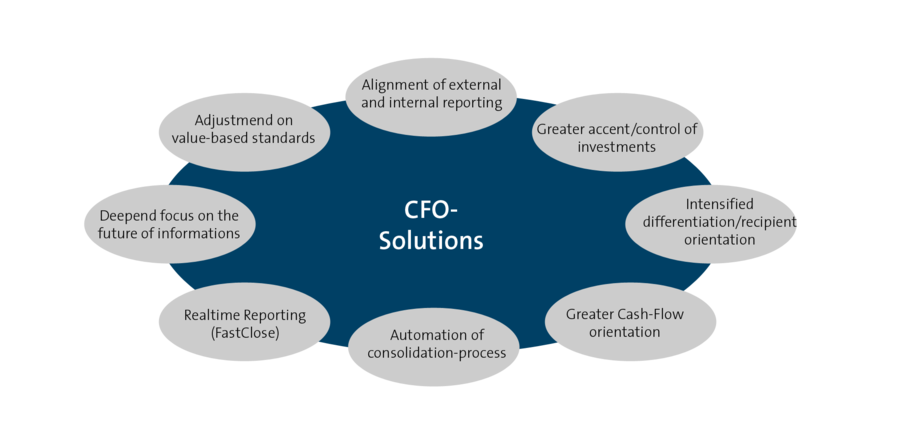 Alignment of external
and internal reporting
Adjustmend on
value-based standards
Greater accent/control of
investments
Deepend focus on the
future of informations
CFO-
Solutions
Intensified
differentiation/recipient
orientation
Realtime Reporting
(FastClose)
Greater Cash-Flow
orientation
Automation of
consolidation-process